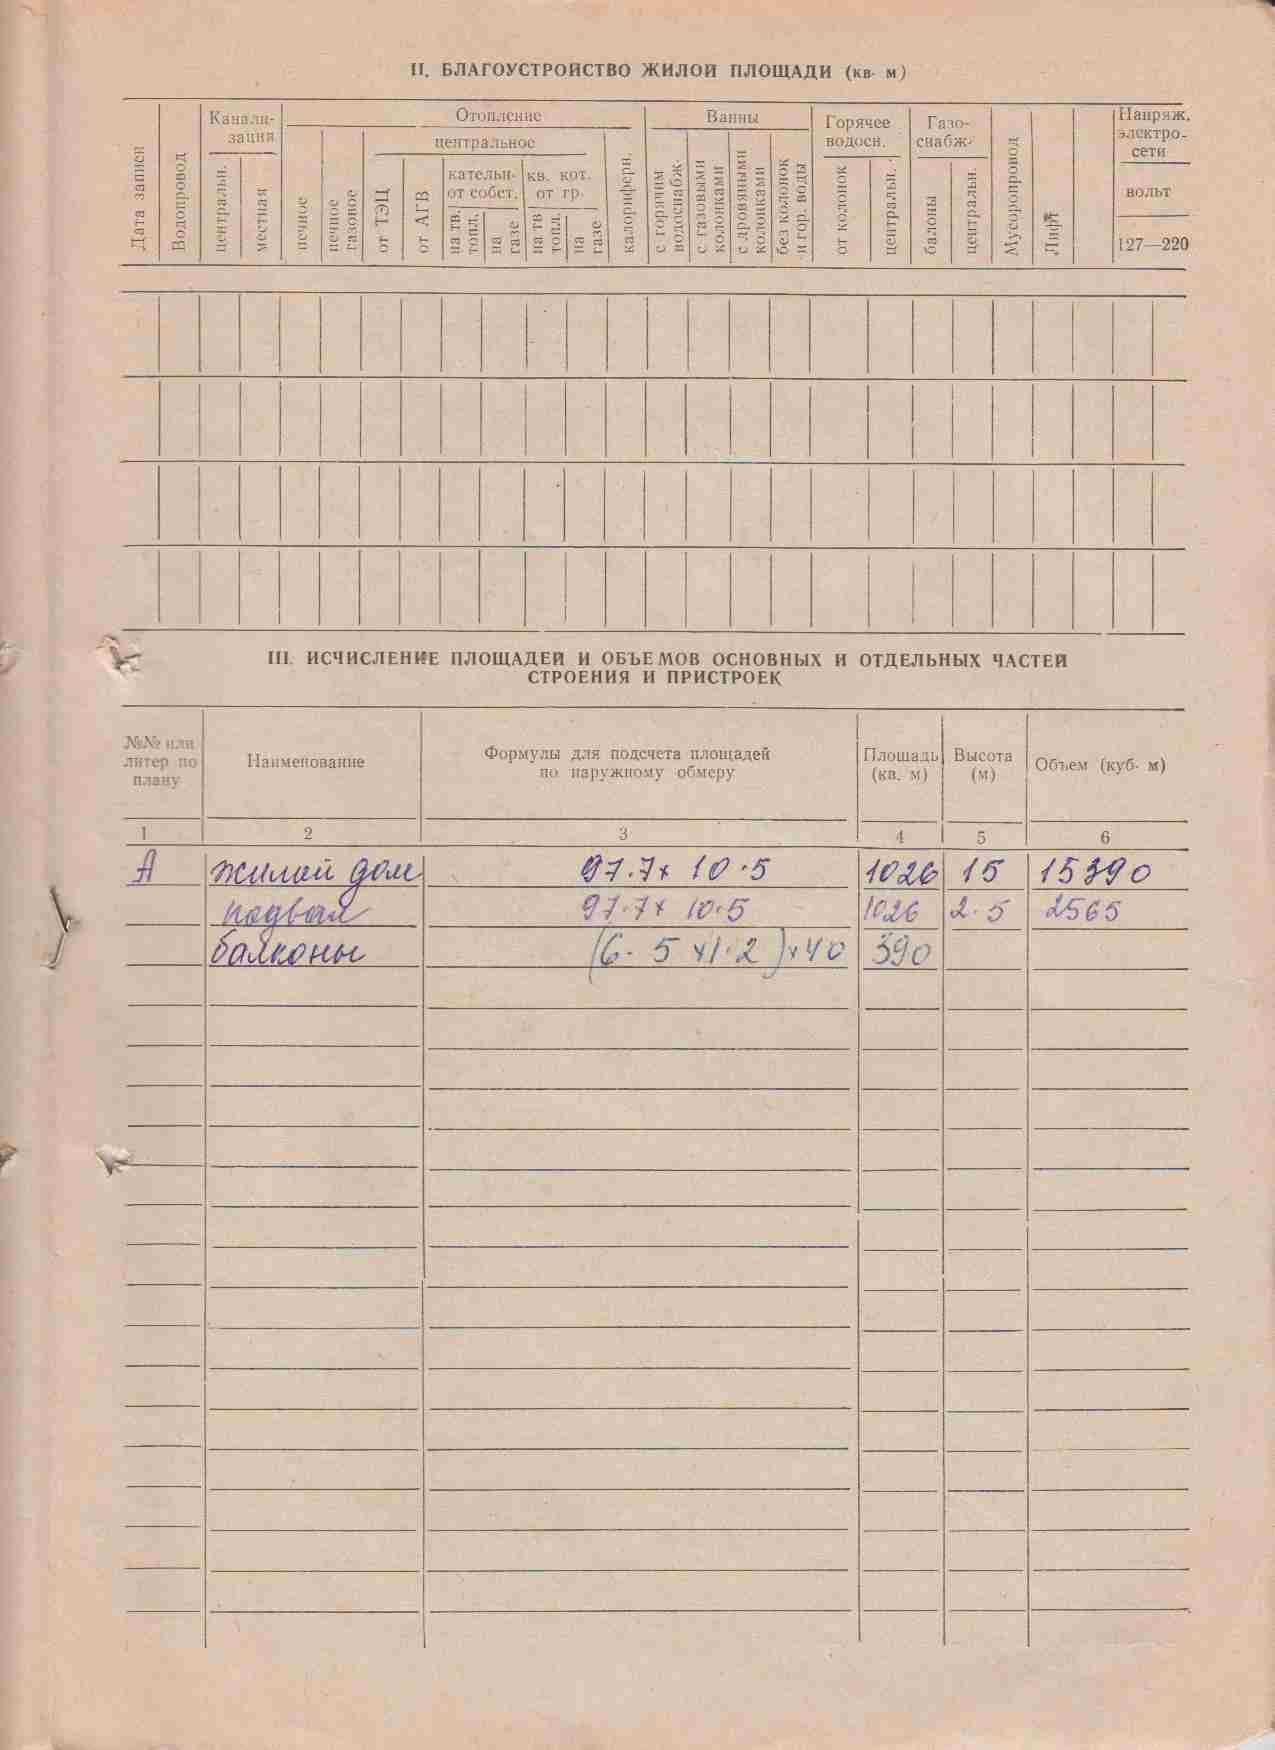 II. БЛАГОУСТРОЙСТВО ЖИЛОЙ ПЛОЩАДИ (кв. м)
Дата записи
Водопровод
Канали-
зация
центральн.
местная
Отопление
печное
печное
газовое
центральное
от ТЭЦ
от АГВ
кательн-
от собст.
на тв.
топл.
на
газе
кв. кот.
от гр.
на тв
топл.
на
газе
калориферн.
Ванны
с горячим
водоснабж.
с газовыми
колонками
с дровяными
колонками
без колонок
и гор. воды
Горячее
водосн.
от колонок
центральн.
Газо-
снабж.
балоны
центральн.
Мусоропровод
Лифт
Напряж.
электро-
сети
вольт
127—220
III. ИСЧИСЛЕНИЕ ПЛОЩАДЕЙ И ОБЪЕМОВ ОСНОВНЫХ И ОТДЕЛЬНЫХ ЧАСТЕЙ
СТРОЕНИЯ И ПРИСТРОЕК
№№ или
литер по
плану
Наименование
Формулы для подсчета площадей
по наружному обмеру
Площадь
(кв. м)
Высота
(м)
Объем (куб. м)
1 2 3 4 5 6
А жилой дом 97.7 x 10.5 1026 15 15390
подвал 97.7 x 10.5 1026 2.5 2565
балконы (6.5 x 1.2) x 40 390